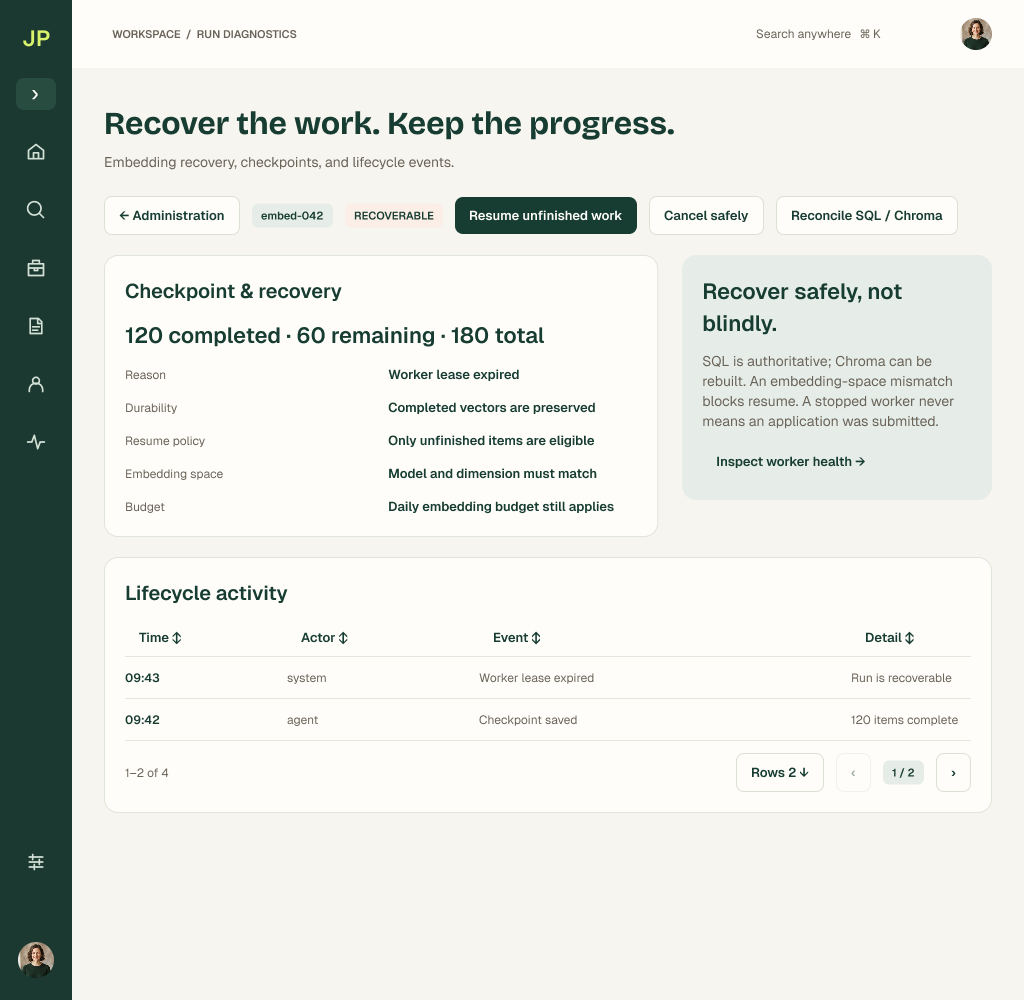 JP
WORKSPACE / RUN DIAGNOSTICS
Search anywhere ⌘ K
Recover the work. Keep the progress.
Embedding recovery, checkpoints, and lifecycle events.
← Administration
embed-042
RECOVERABLE
Resume unfinished work
Cancel safely
Reconcile SQL / Chroma
Checkpoint & recovery
120 completed · 60 remaining · 180 total
Reason Worker lease expired
Durability Completed vectors are preserved
Resume policy Only unfinished items are eligible
Embedding space Model and dimension must match
Budget Daily embedding budget still applies
Recover safely, not
blindly.
SQL is authoritative; Chroma can be
rebuilt. An embedding-space mismatch
blocks resume. A stopped worker never
means an application was submitted.
Inspect worker health →
Lifecycle activity
Time ↕ Actor ↕ Event ↕ Detail ↕
09:43 system Worker lease expired Run is recoverable
09:42 agent Checkpoint saved 120 items complete
1–2 of 4
Rows 2 ↓
‹
1 / 2
›